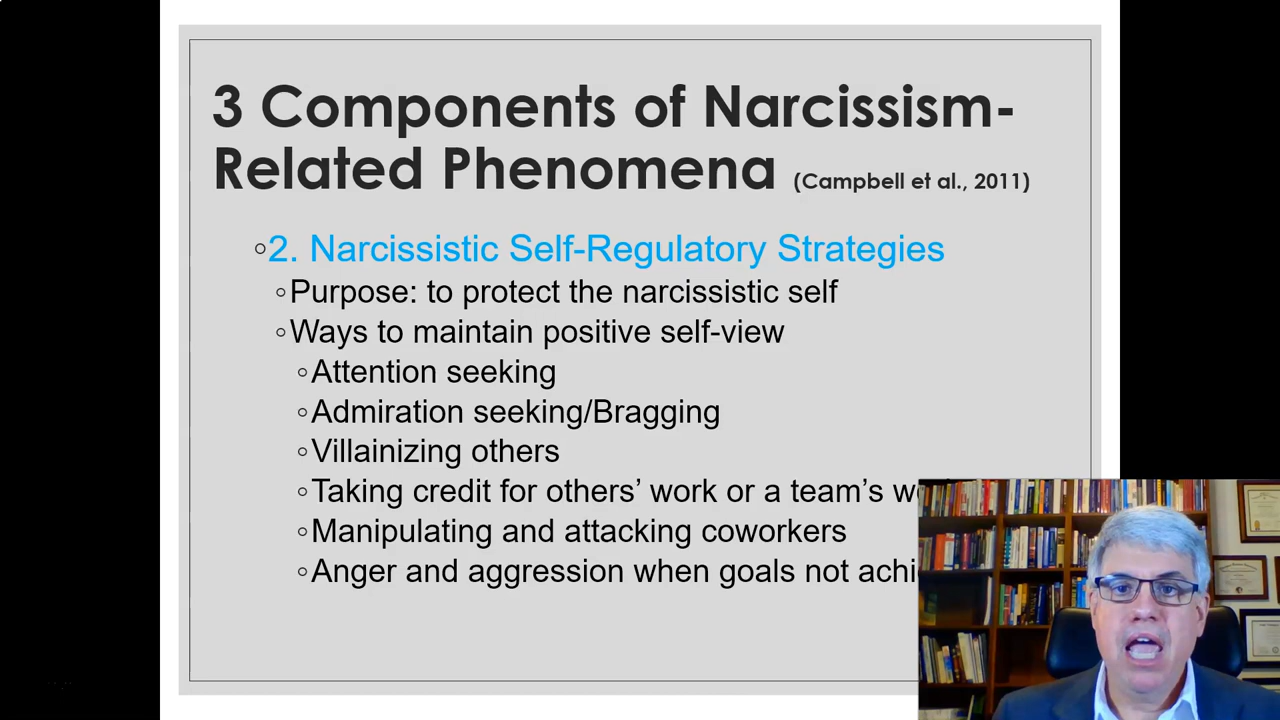 3 Components of Narcissism-
Related Phenomena (Campbell et al., 2011)
◦2. Narcissistic Self-Regulatory Strategies
◦Purpose: to protect the narcissistic self
◦Ways to maintain positive self-view
◦Attention seeking
◦Admiration seeking/Bragging
◦Villainizing others
◦Taking credit for others’ work or a team’s
◦Manipulating and attacking coworkers
◦Anger and aggression when goals not